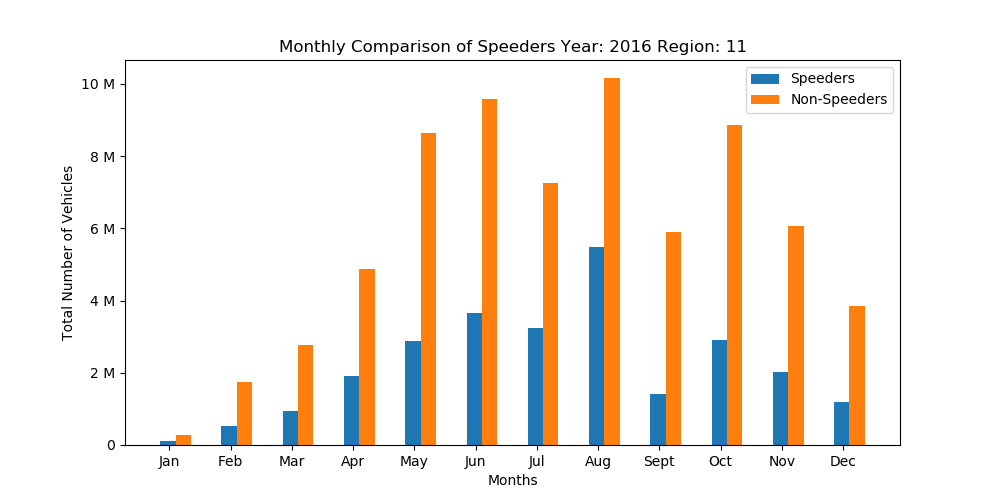 Monthly Comparison of Speeders Year: 2016 Region: 11
Speeders
Non-Speeders
Total Number of Vehicles
10 M
8 M
6 M
4 M
2 M
0
Jan Feb Mar Apr May Jun Jul Aug Sept Oct Nov Dec
Months